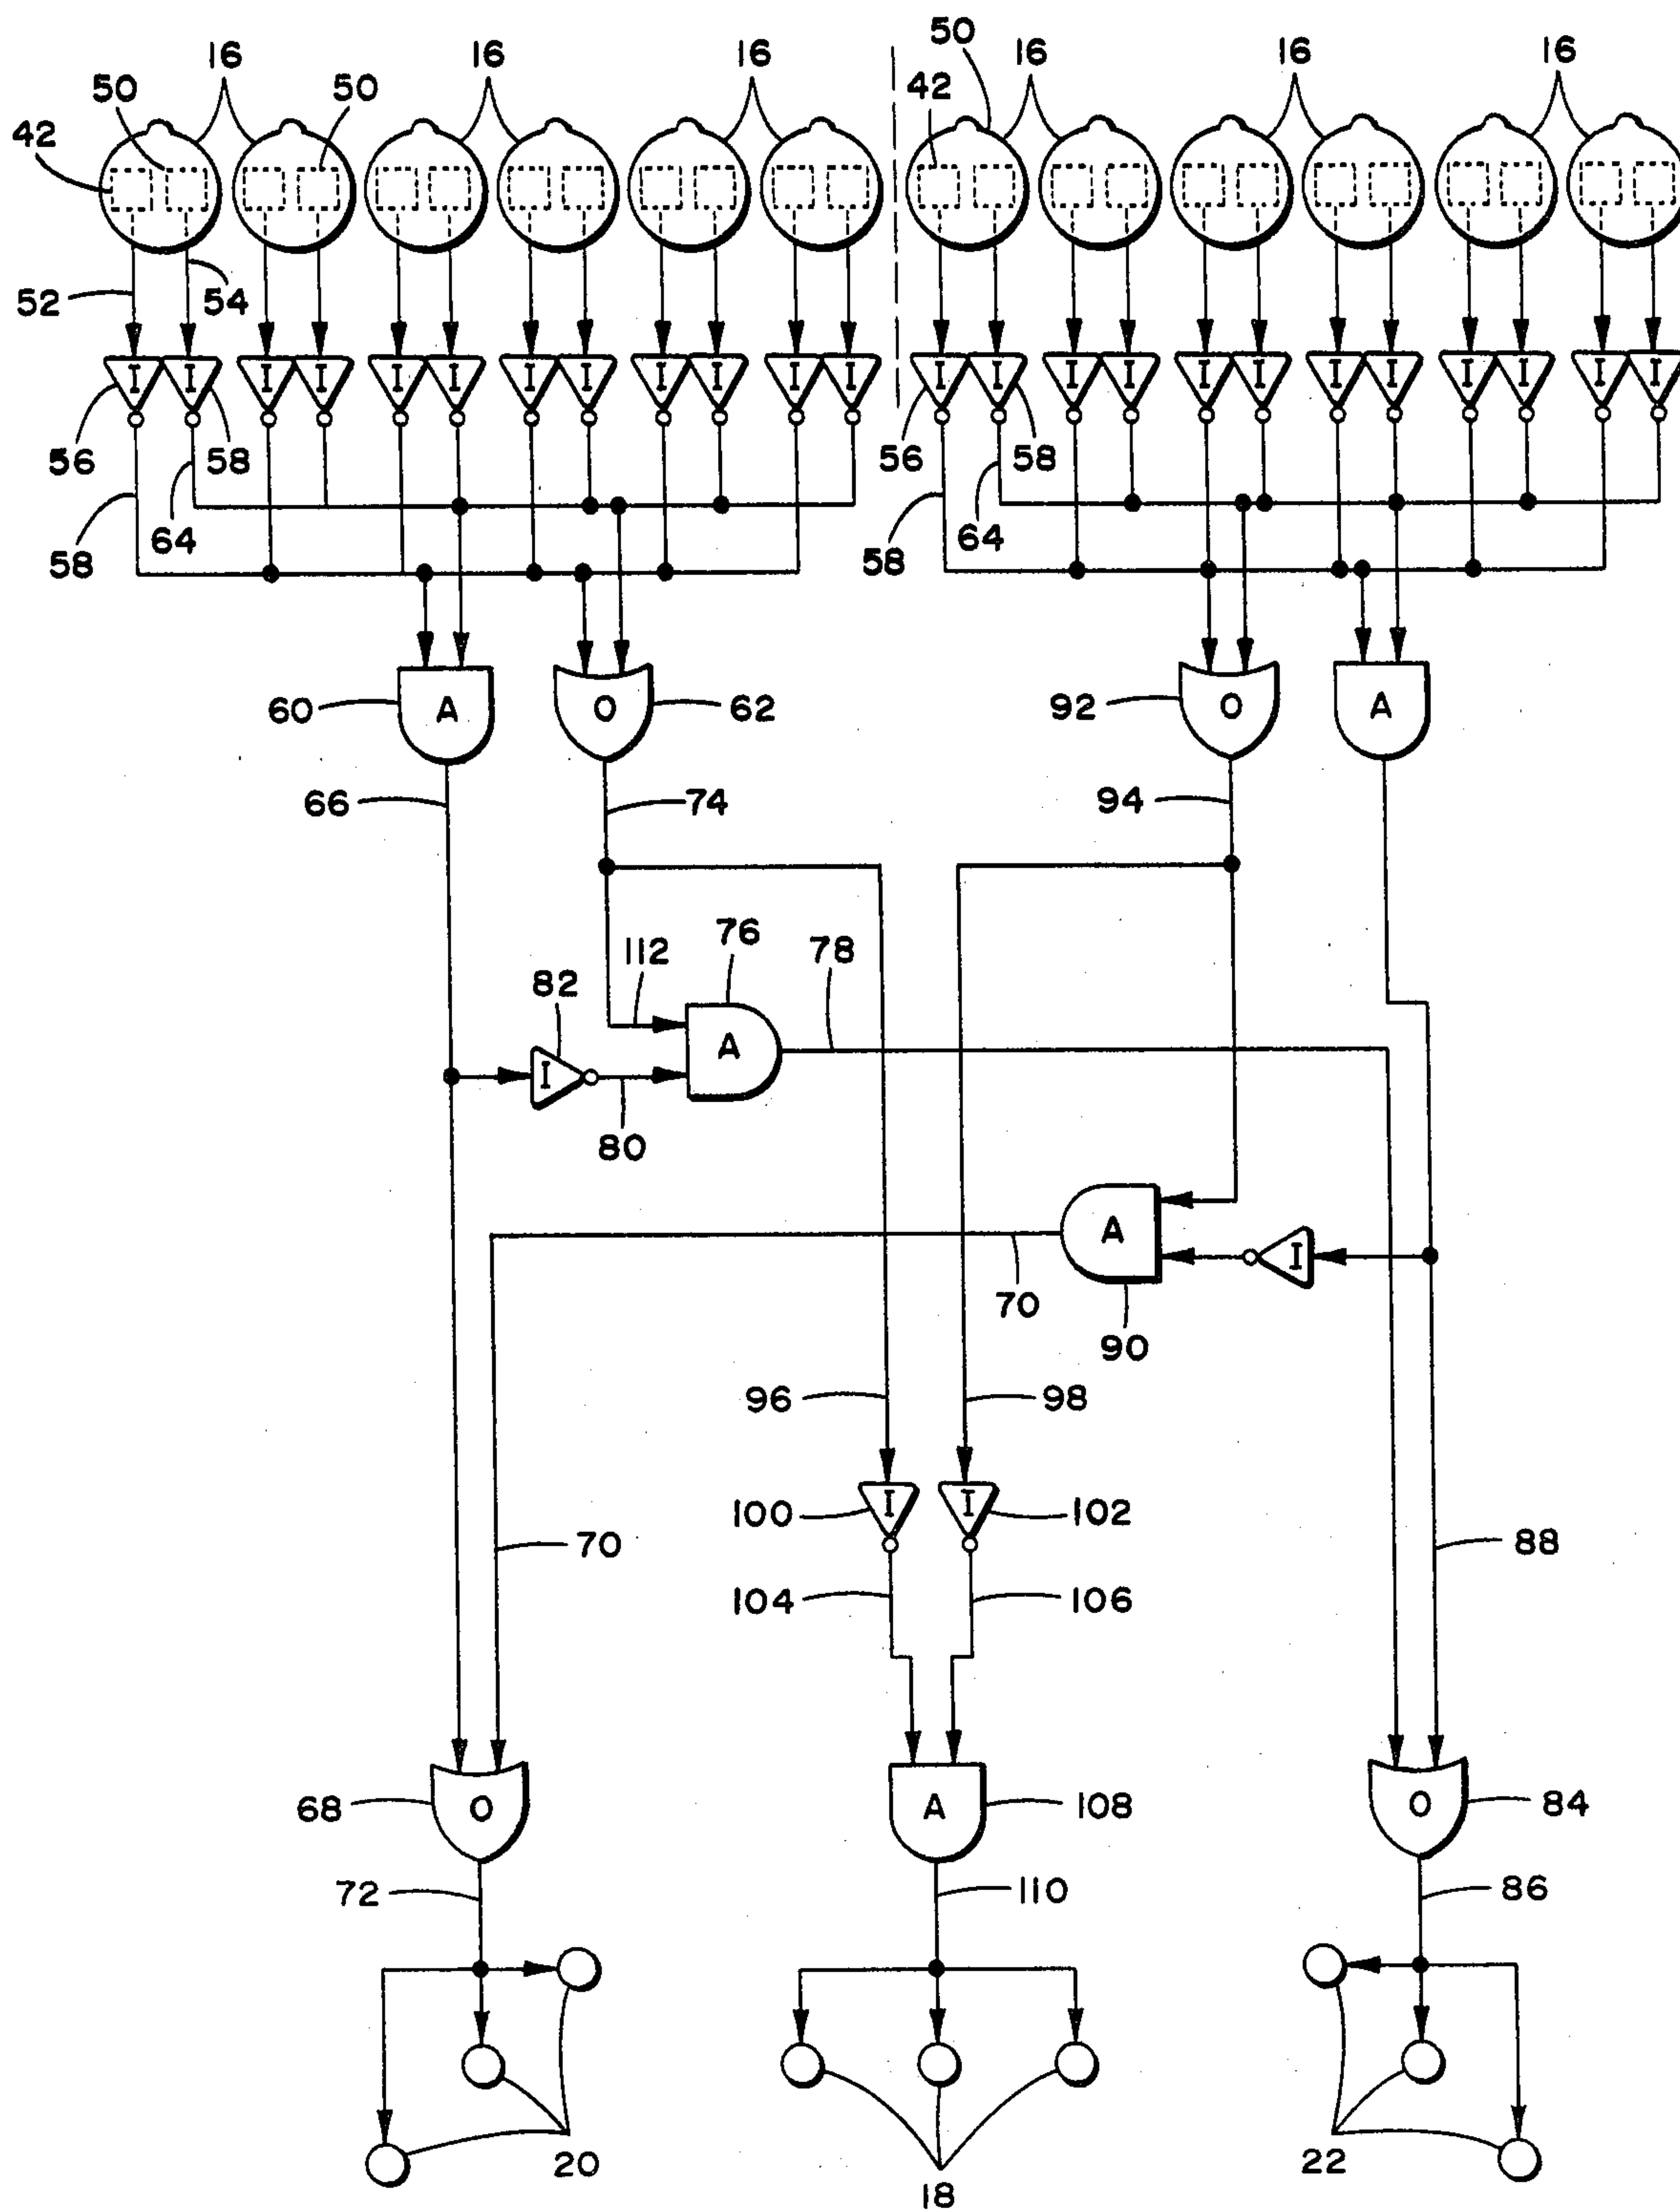 16 16 16 50 16 16 16
50 50 42
42
52 54
I I I I I I I I I I I I I I I I I I I I I I I I
56 58 56 58
58 64 58 64
60 A O 62 92 O A
66 74 94
76
112 78
82
A
I
80
A
I
70
90
96 98
100 I I 102
70 88
104 106
68 O A 108 O 84
72 110 86
20 18 22